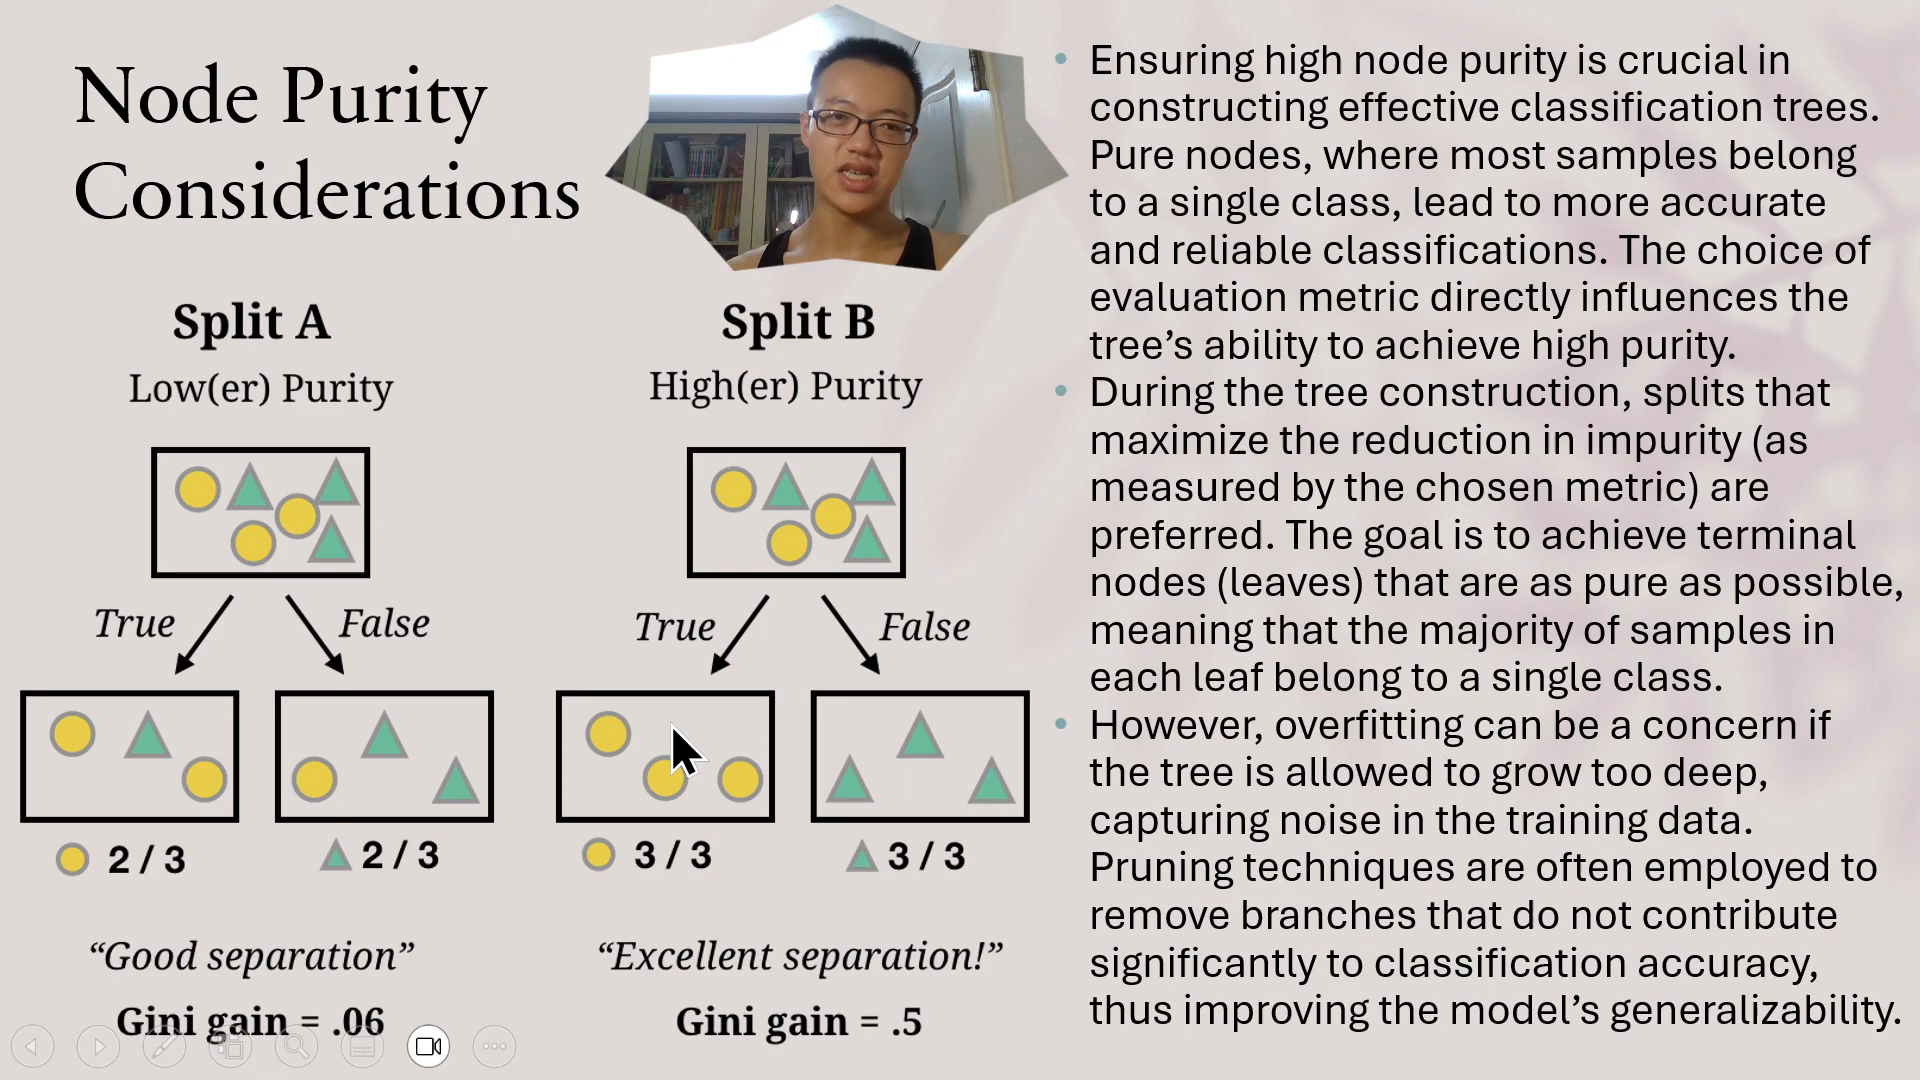 Node Purity
Considerations
Split A
Low(er) Purity
True
False
2 / 3
2 / 3
“Good separation”
Gini gain = .06
Split B
High(er) Purity
True
False
3 / 3
3 / 3
“Excellent separation!”
Gini gain = .5
• Ensuring high node purity is crucial in
constructing effective classification trees.
Pure nodes, where most samples belong
to a single class, lead to more accurate
and reliable classifications. The choice of
evaluation metric directly influences the
tree’s ability to achieve high purity.
• During the tree construction, splits that
maximize the reduction in impurity (as
measured by the chosen metric) are
preferred. The goal is to achieve terminal
nodes (leaves) that are as pure as possible,
meaning that the majority of samples in
each leaf belong to a single class.
• However, overfitting can be a concern if
the tree is allowed to grow too deep,
capturing noise in the training data.
Pruning techniques are often employed to
remove branches that do not contribute
significantly to classification accuracy,
thus improving the model’s generalizability.